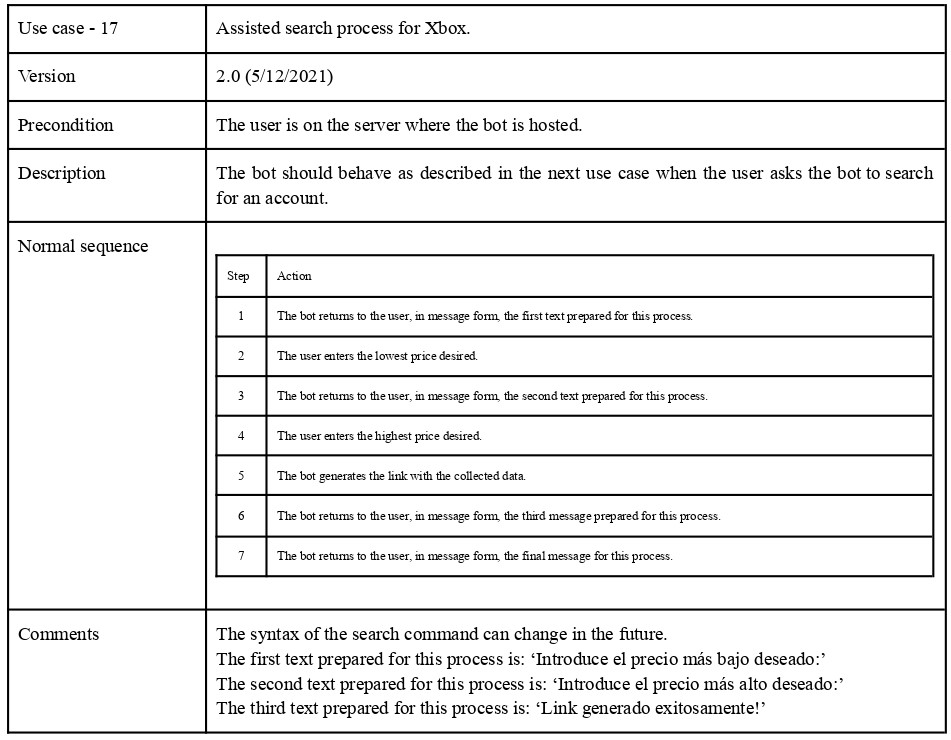 Use case - 17
Assisted search process for Xbox.
Version
2.0 (5/12/2021)
Precondition
The user is on the server where the bot is hosted.
Description
The bot should behave as described in the next use case when the user asks the bot to search
for an account.
Normal sequence
Step
Action
1
The bot returns to the user, in message form, the first text prepared for this process.
2
The user enters the lowest price desired.
3
The bot returns to the user, in message form, the second text prepared for this process.
4
The user enters the highest price desired.
5
The bot generates the link with the collected data.
6
The bot returns to the user, in message form, the third message prepared for this process.
7
The bot returns to the user, in message form, the final message for this process.
Comments
The syntax of the search command can change in the future.
The first text prepared for this process is: ‘Introduce el precio más bajo deseado:’
The second text prepared for this process is: ‘Introduce el precio más alto deseado:’
The third text prepared for this process is: ‘Link generado exitosamente!’